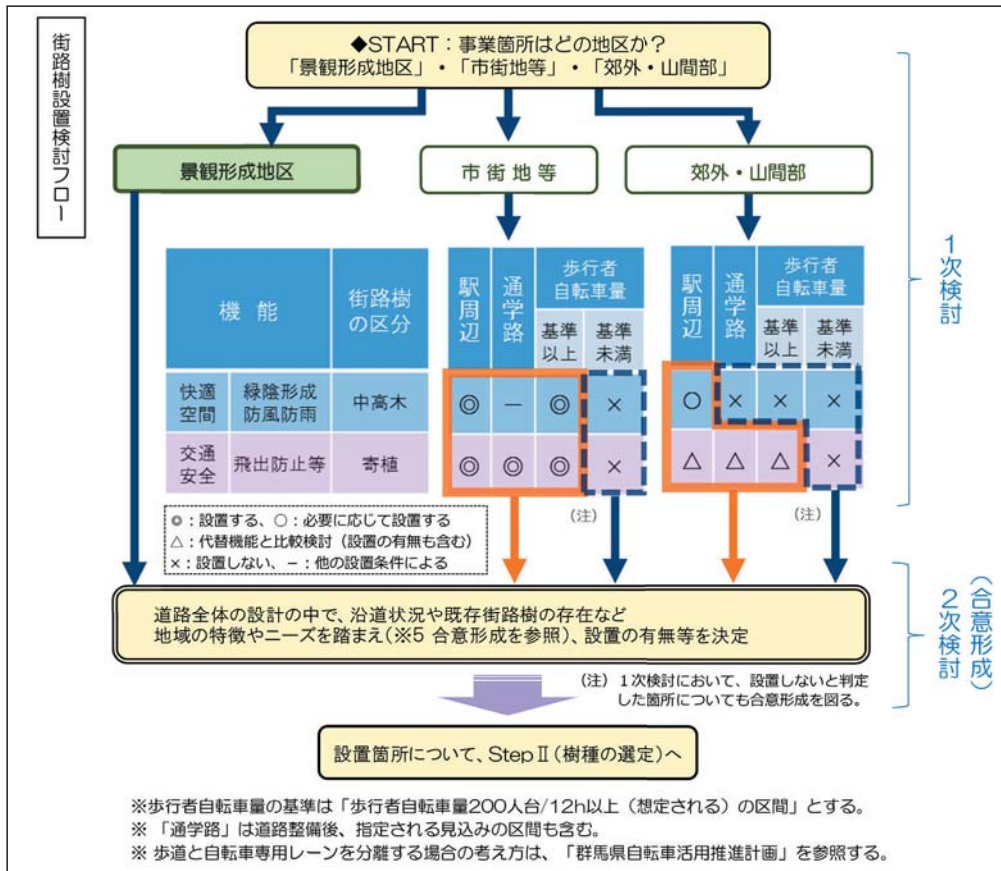 街路樹設置検討フロー
◆START：事業箇所はどの地区か？
「景観形成地区」・「市街地等」・「郊外・山間部」
景観形成地区
市街地等
郊外・山間部
機能
街路樹
の区分
駅周辺
通学路
歩行者
自転車量
基準
以上
基準
未満
駅周辺
通学路
歩行者
自転車量
基準
以上
基準
未満
快適
空間
緑陰形成
防風防雨
中高木
◎ － ◎ ×
○ × × ×
交通
安全
飛出防止等
寄植
◎ ◎ ◎ ×
△ △ △ ×
（注）
（注）
1次検討
◎：設置する、○：必要に応じて設置する
△：代替機能と比較検討（設置の有無も含む）
×：設置しない、－：他の設置条件による
道路全体の設計の中で、沿道状況や既存街路樹の存在など
地域の特徴やニーズを踏まえ（※5 合意形成を参照）、設置の有無等を決定
2次検討
（合意形成）
（注）１次検討において、設置しないと判定
した箇所についても合意形成を図る。
設置箇所について、StepⅡ（樹種の選定）へ
※歩行者自転車量の基準は「歩行者自転車量200人台/12h以上（想定される）の区間」とする。
※ 「通学路」は道路整備後、指定される見込みの区間も含む。
※ 歩道と自転車専用レーンを分離する場合の考え方は、「群馬県自転車活用推進計画」を参照する。